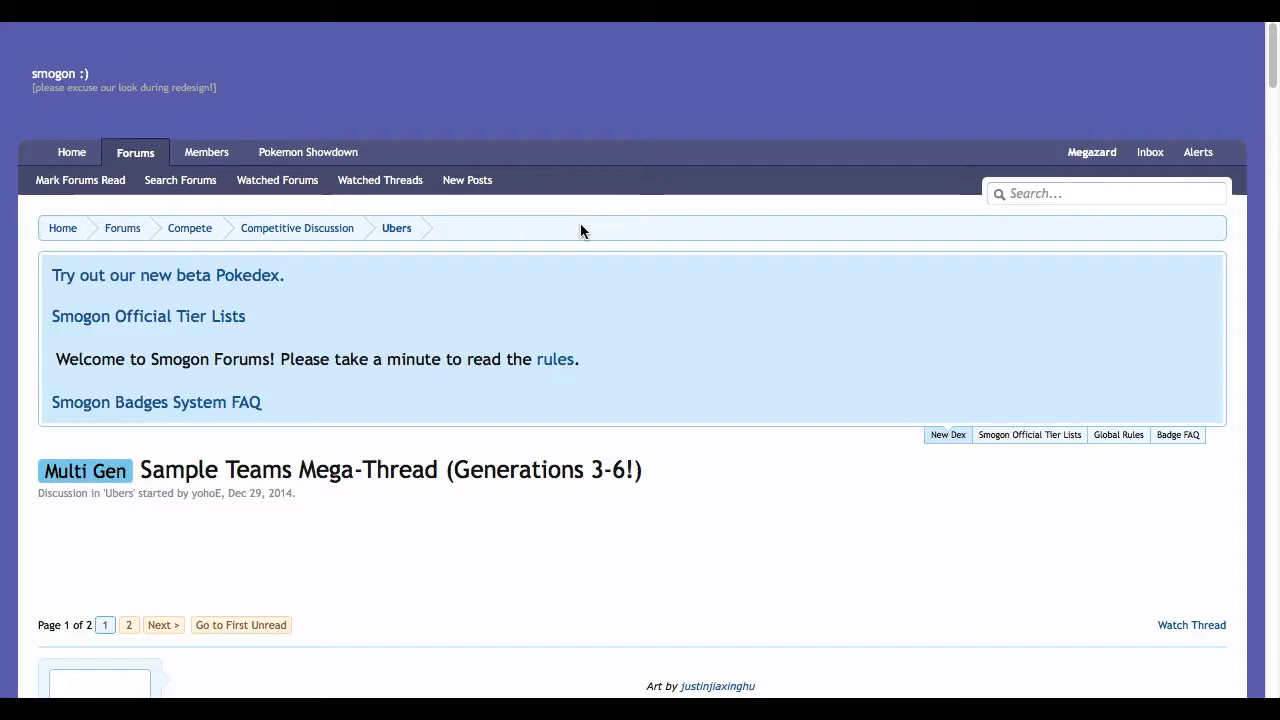 smogon :)
[please excuse our look during redesign!]
Home Forums Members Pokemon Showdown Megazard Inbox Alerts
Mark Forums Read Search Forums Watched Forums Watched Threads New Posts
Search...
Home Forums Compete Competitive Discussion Ubers
Try out our new beta Pokedex.
Smogon Official Tier Lists
Welcome to Smogon Forums! Please take a minute to read the rules.
Smogon Badges System FAQ
New Dex Smogon Official Tier Lists Global Rules Badge FAQ
Multi Gen Sample Teams Mega-Thread (Generations 3-6!)
Discussion in 'Ubers' started by yohoE, Dec 29, 2014.
Page 1 of 2 1 2 Next > Go to First Unread Watch Thread
Art by justinjiaxinghu